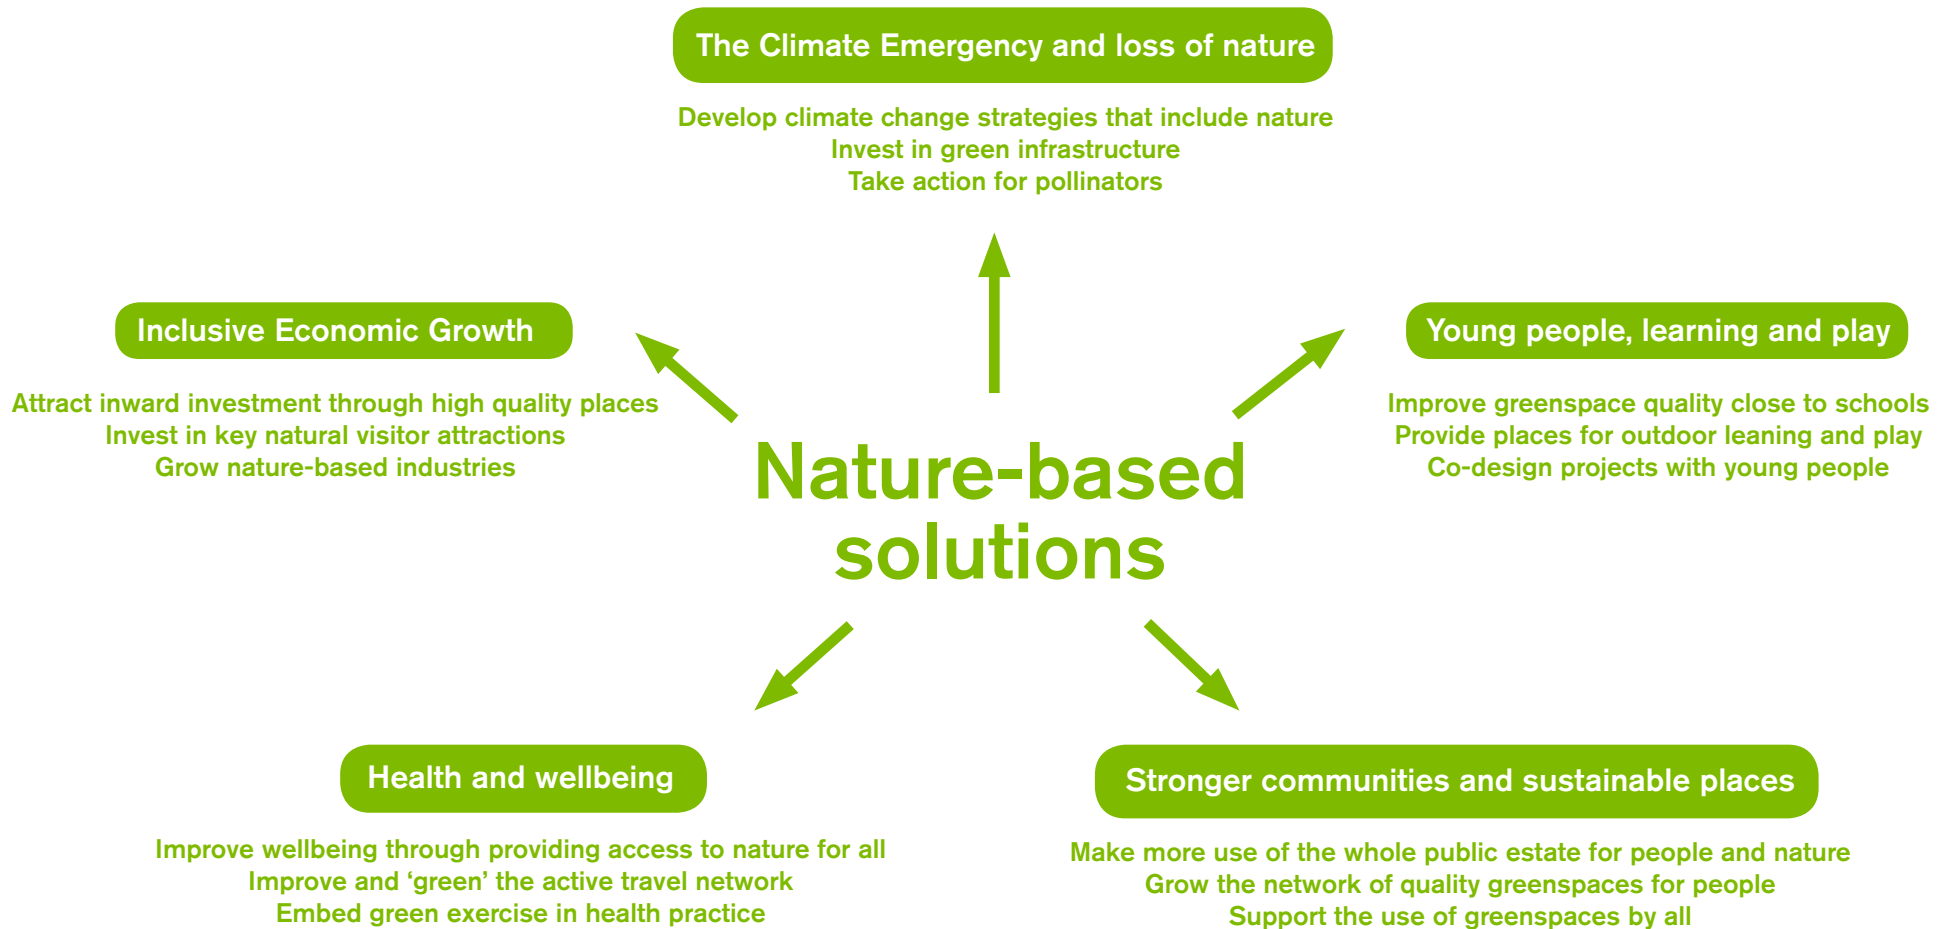 The Climate Emergency and loss of nature
Develop climate change strategies that include nature
Invest in green infrastructure
Take action for pollinators
Inclusive Economic Growth
Attract inward investment through high quality places
Invest in key natural visitor attractions
Grow nature-based industries
Young people, learning and play
Improve greenspace quality close to schools
Provide places for outdoor leaning and play
Co-design projects with young people
Nature-based
solutions
Health and wellbeing
Improve wellbeing through providing access to nature for all
Improve and ‘green’ the active travel network
Embed green exercise in health practice
Stronger communities and sustainable places
Make more use of the whole public estate for people and nature
Grow the network of quality greenspaces for people
Support the use of greenspaces by all